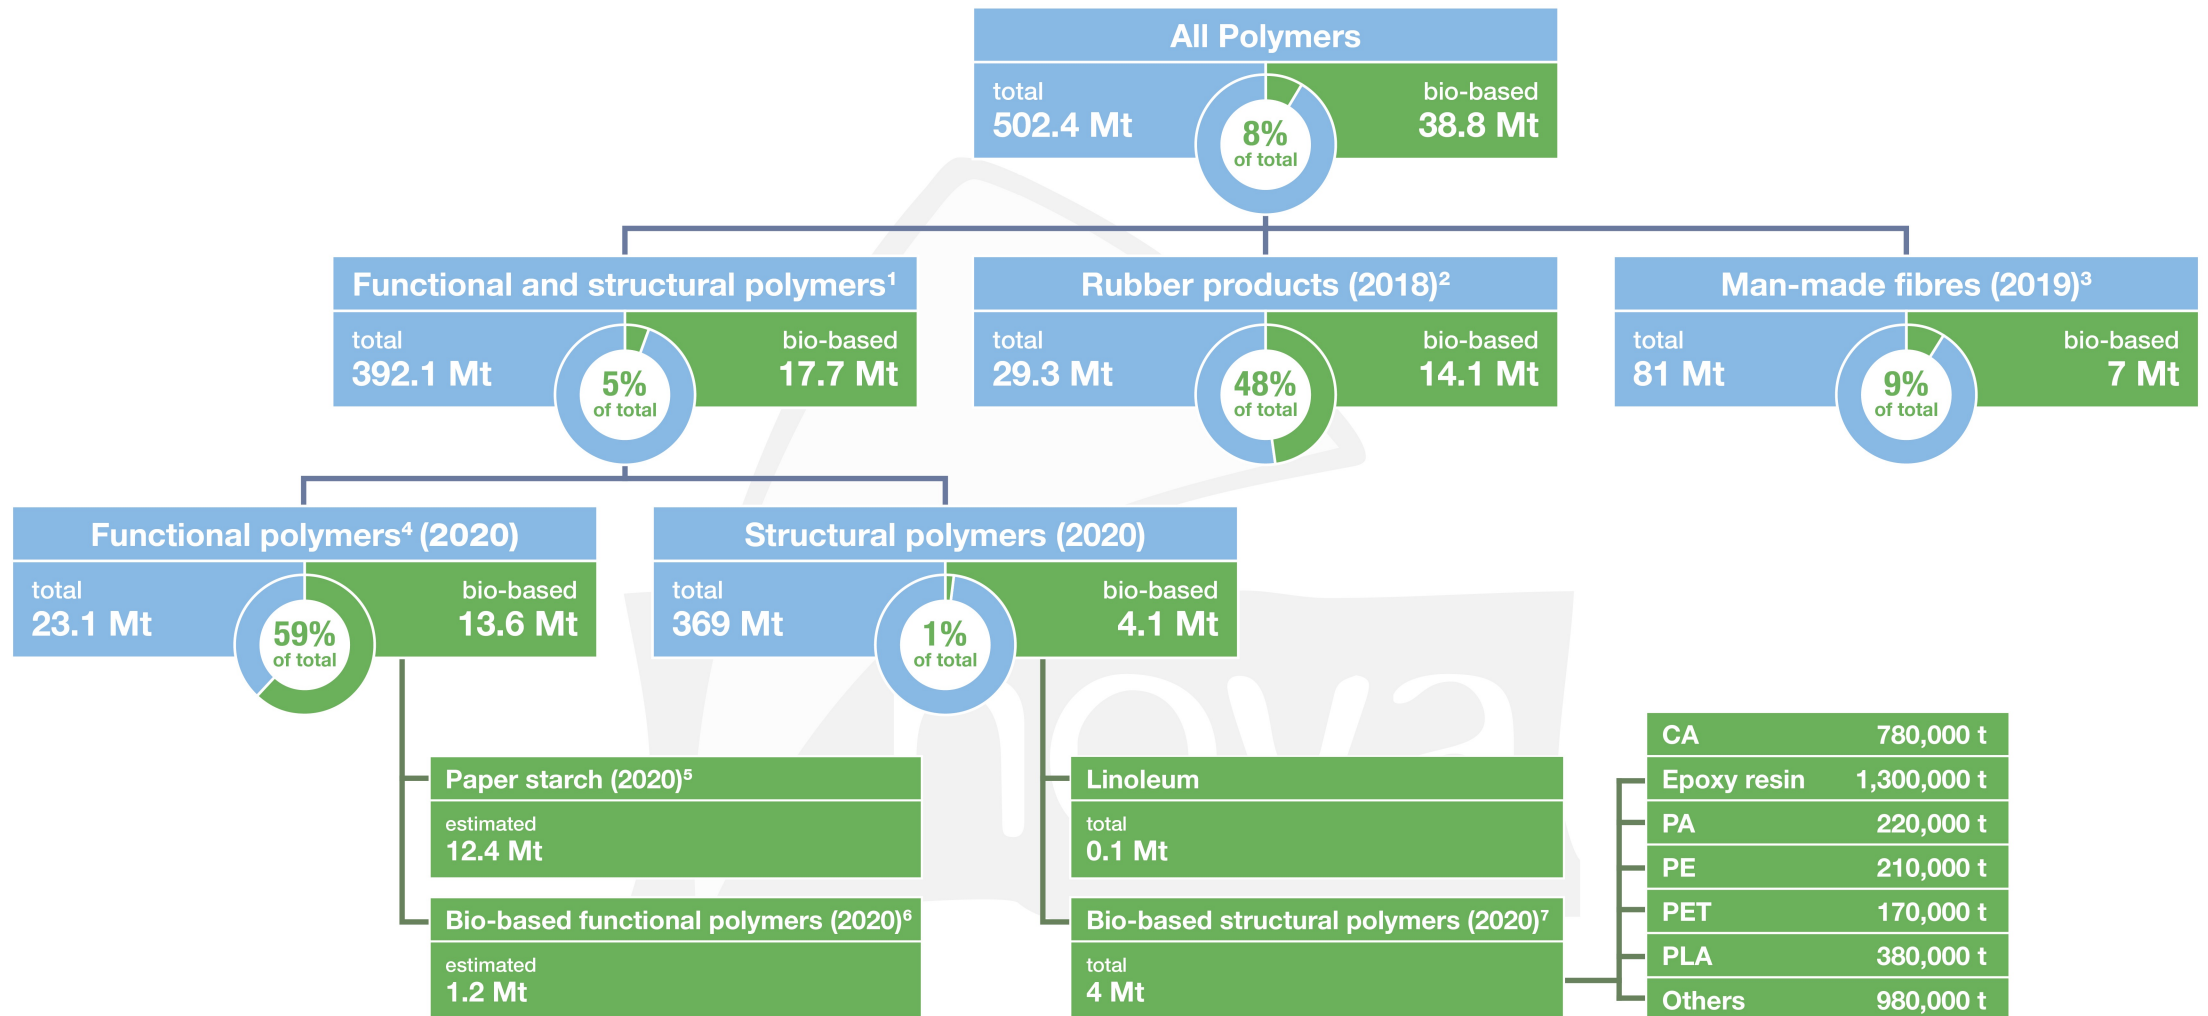 All Polymers
total
502.4 Mt
8%
of total
bio-based
38.8 Mt
Functional and structural polymers¹
total
392.1 Mt
5%
of total
bio-based
17.7 Mt
Rubber products (2018)²
total
29.3 Mt
48%
of total
bio-based
14.1 Mt
Man-made fibres (2019)³
total
81 Mt
9%
of total
bio-based
7 Mt
Functional polymers⁴ (2020)
total
23.1 Mt
59%
of total
bio-based
13.6 Mt
Structural polymers (2020)
total
369 Mt
1%
of total
bio-based
4.1 Mt
nova
Paper starch (2020)⁵
estimated
12.4 Mt
Bio-based functional polymers (2020)⁶
estimated
1.2 Mt
Linoleum
total
0.1 Mt
Bio-based structural polymers (2020)⁷
total
4 Mt
CA 780,000 t
Epoxy resin 1,300,000 t
PA 220,000 t
PE 210,000 t
PET 170,000 t
PLA 380,000 t
Others 980,000 t